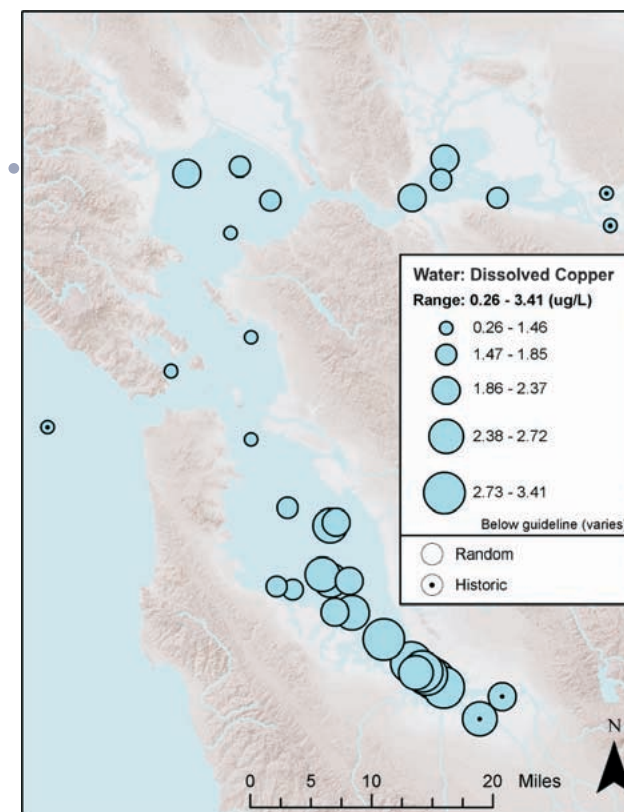 Water: Dissolved Copper
Range: 0.26 - 3.41 (ug/L)
0.26 - 1.46
1.47 - 1.85
1.86 - 2.37
2.38 - 2.72
2.73 - 3.41
Below guideline (varies)
Random
Historic
N
0 5 10 20 Miles